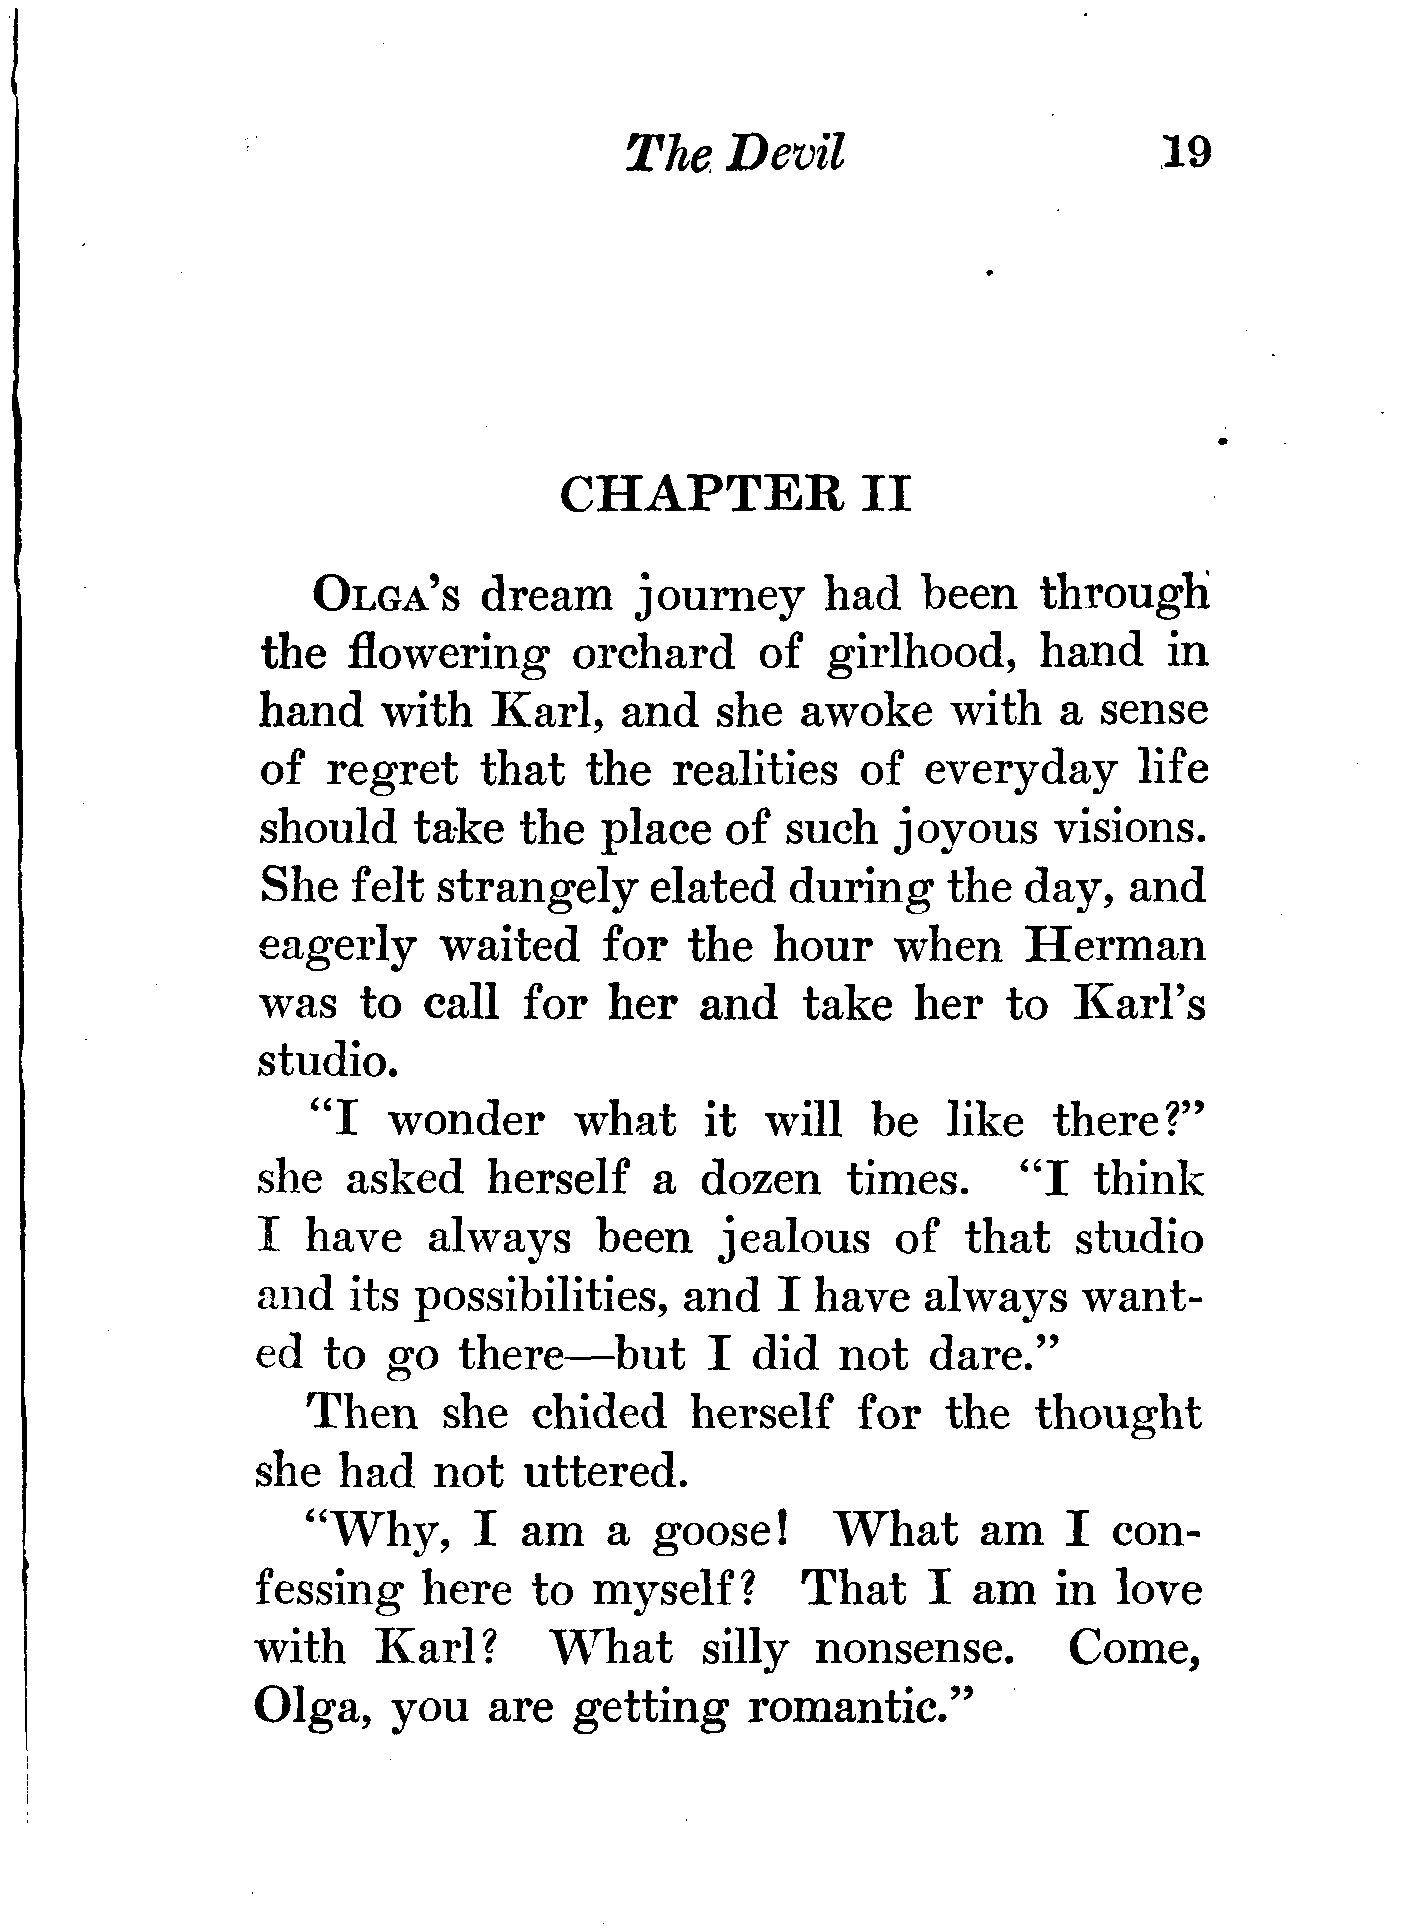 The Devil 19
CHAPTER II
OLGA's dream journey had been through
the flowering orchard of girlhood, hand in
hand with Karl, and she awoke with a sense
of regret that the realities of everyday life
should take the place of such joyous visions.
She felt strangely elated during the day, and
eagerly waited for the hour when Herman
was to call for her and take her to Karl's
studio.
"I wonder what it will be like there?"
she asked herself a dozen times. "I think
I have always been jealous of that studio
and its possibilities, and I have always want-
ed to go there—but I did not dare."
Then she chided herself for the thought
she had not uttered.
"Why, I am a goose! What am I con-
fessing here to myself? That I am in love
with Karl? What silly nonsense. Come,
Olga, you are getting romantic."